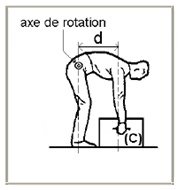 axe de rotation
d
(C)